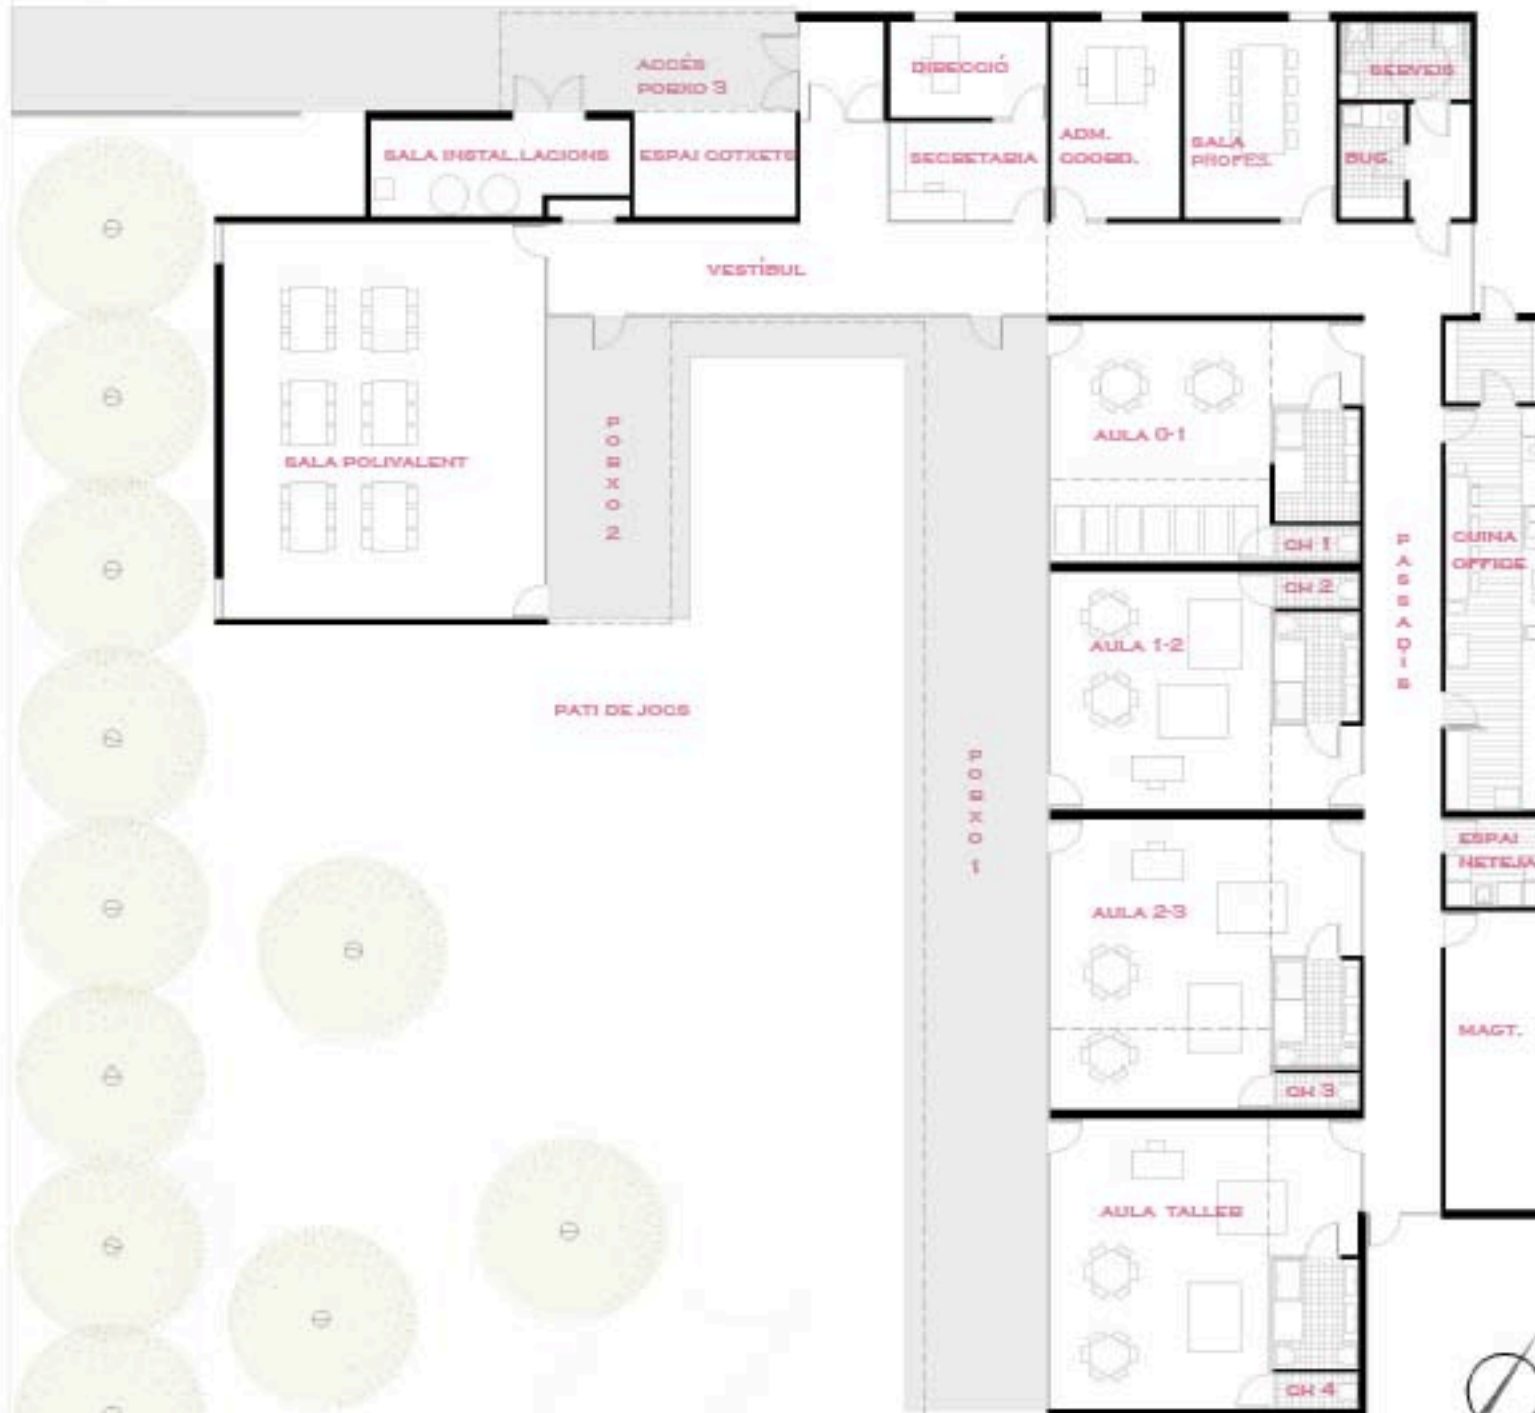 ACCÉS
PORXO 3
DIRECCIÓ
SERVEIS
ADM.
COORD.
SALA
PROFES.
SALA INSTAL.LACIONS
ESPAI COTXETS
SECRETARIA
BUG.
VESTÍBUL
SALA POLIVALENT
PORXO 2
AULA 0-1
CH 1
CH 2
PASSADÍS
CUINA
OFFICE
AULA 1-2
PATI DE JOCS
PORXO 1
ESPAI
NETEJA
AULA 2-3
MAGT.
CH 3
AULA TALLER
CH 4